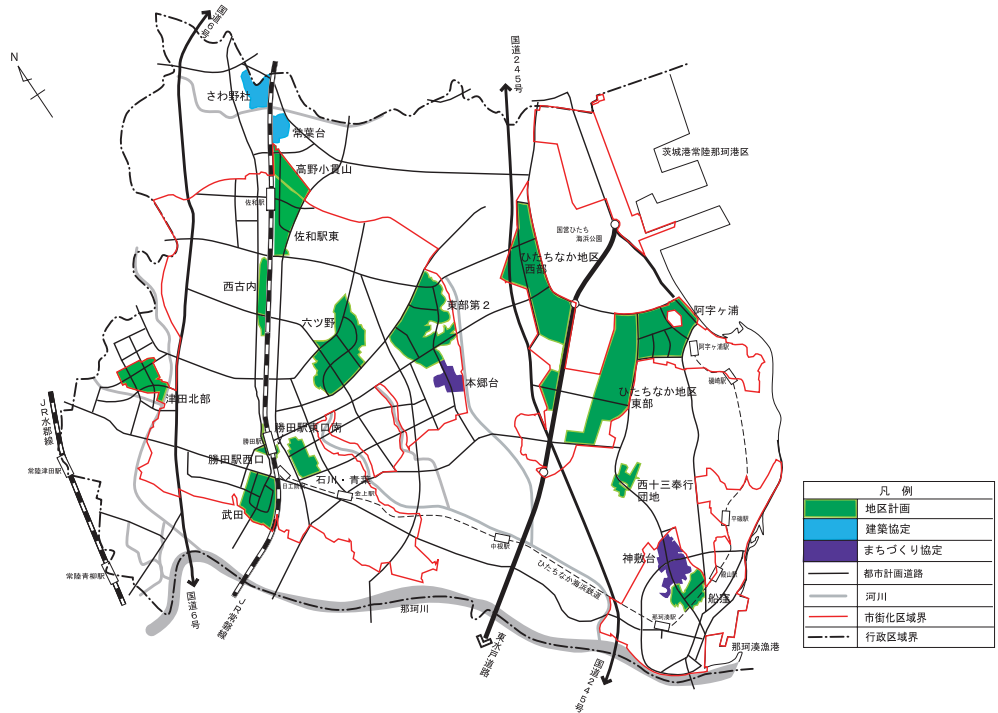 国道6号
N
国道245号
さわ野杜
常葉台
茨城港常陸那珂港区
高野小貫山
佐和駅
国営ひたち
海浜公園
佐和駅東
ひたちなか地区
西部
西古内
東部第2
阿字ヶ浦
六ツ野
阿字ヶ浦駅
磯崎駅
本郷台
ひたちなか地区
東部
津田北部
JR水郡線
勝田駅東口南
勝田駅
常陸津田駅
勝田駅西口
石川・青葉
日工前駅
金上駅
西十三奉行
団地
武田
平磯駅
中根駅
神敷台
常陸青柳駅
ひたちなか海浜鉄道
殿山駅
船窪
国道6号
JR常磐線
那珂川
那珂湊駅
東水戸道路
那珂湊漁港
国道245号
凡 例
地区計画
建築協定
まちづくり協定
都市計画道路
河川
市街化区域界
行政区域界